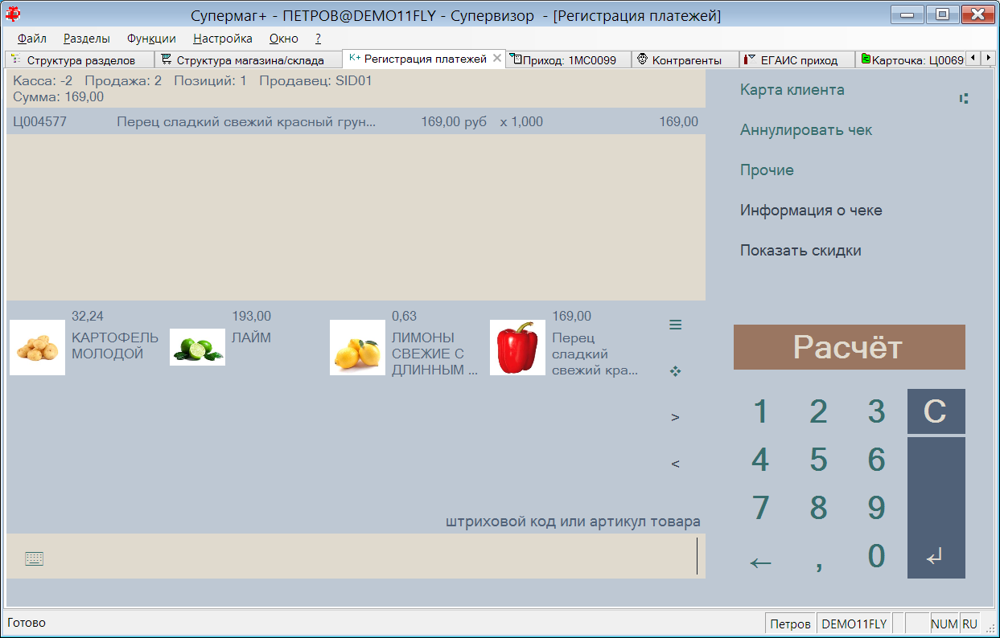 Супермаг+ - ПЕТРОВ@DEMO11FLY - Супервизор - [Регистрация платежей]
Файл Разделы Функции Настройка Окно ?
Структура разделов Структура магазина/склада K+ Регистрация платежей Приход: 1МС0099 Контрагенты ЕГАИС приход Карточка: Ц0069
Касса: -2 Продажа: 2 Позиций: 1 Продавец: SID01
Сумма: 169,00
Ц004577 Перец сладкий свежий красный грун... 169,00 руб x 1,000 169,00
32,24
КАРТОФЕЛЬ
МОЛОДОЙ
193,00
ЛАЙМ
0,63
ЛИМОНЫ
СВЕЖИЕ С
ДЛИННЫМ ...
169,00
Перец
сладкий
свежий кра...
>
<
штриховой код или артикул товара
Карта клиента
Аннулировать чек
Прочие
Информация о чеке
Показать скидки
Расчёт
1 2 3 C
4 5 6
7 8 9
← , 0 ↵
Готово Петров DEMO11FLY NUM RU